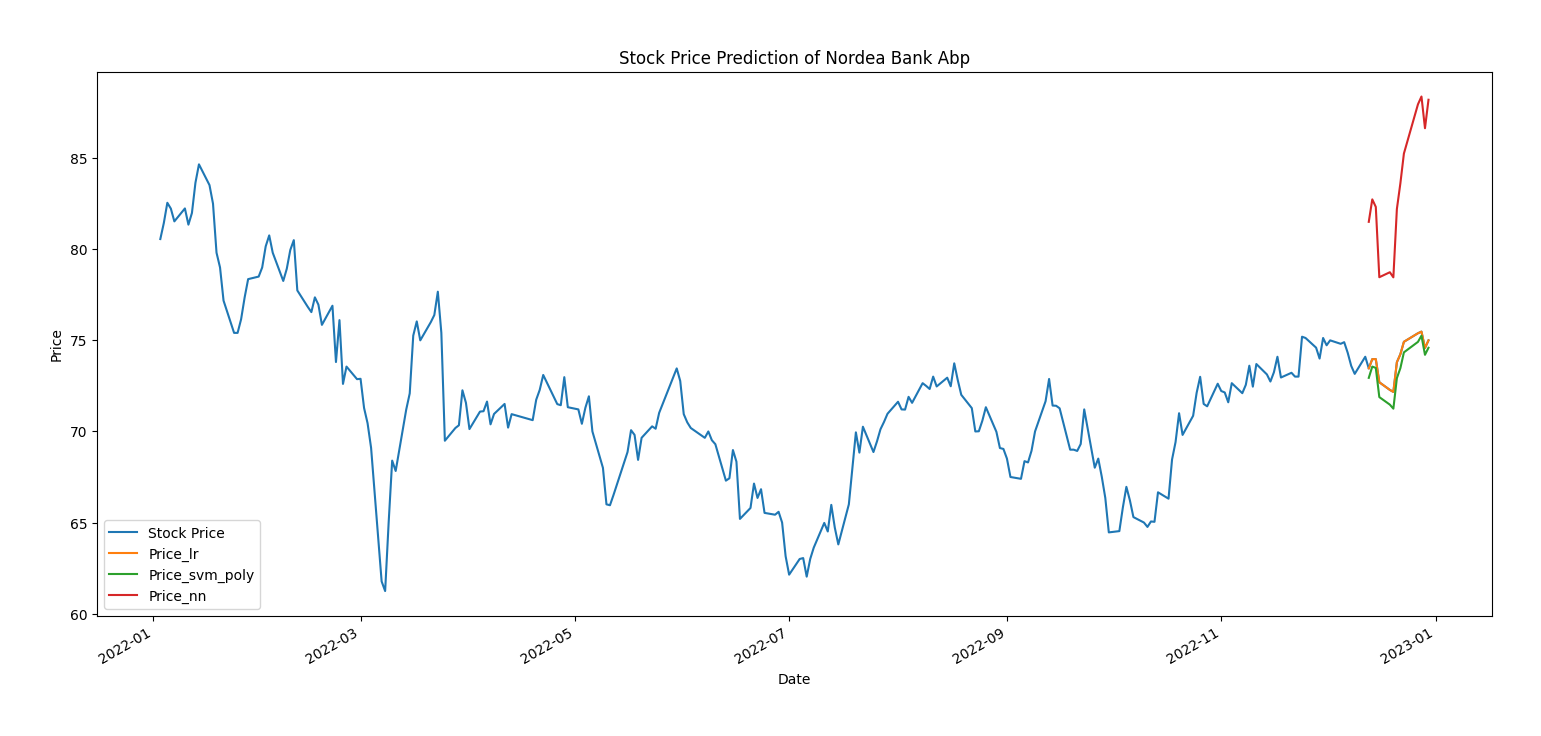 Stock Price Prediction of Nordea Bank Abp
Price
85
80
75
70
65
60
Stock Price
Price_lr
Price_svm_poly
Price_nn
2022-01
2022-03
2022-05
2022-07
2022-09
2022-11
2023-01
Date